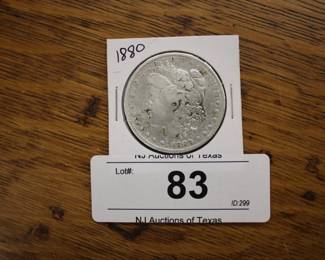 1880
NJ Auctions of Texas
Lot#:
83
ID:299
NJ Auctions of Texas